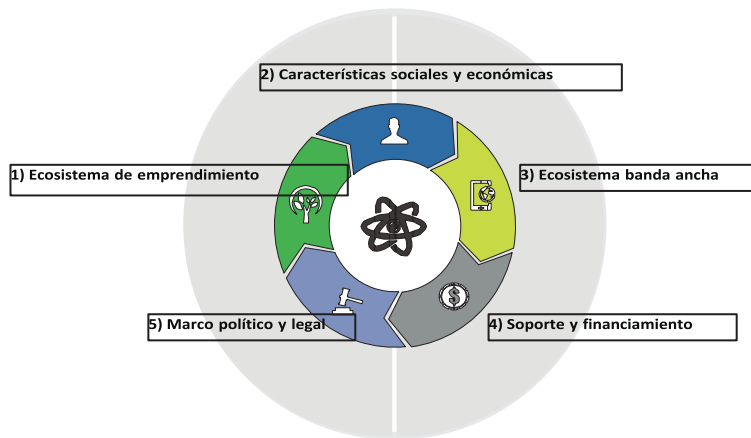 2) Características sociales y económicas
1) Ecosistema de emprendimiento
3) Ecosistema banda ancha
5) Marco político y legal
4) Soporte y financiamiento
$